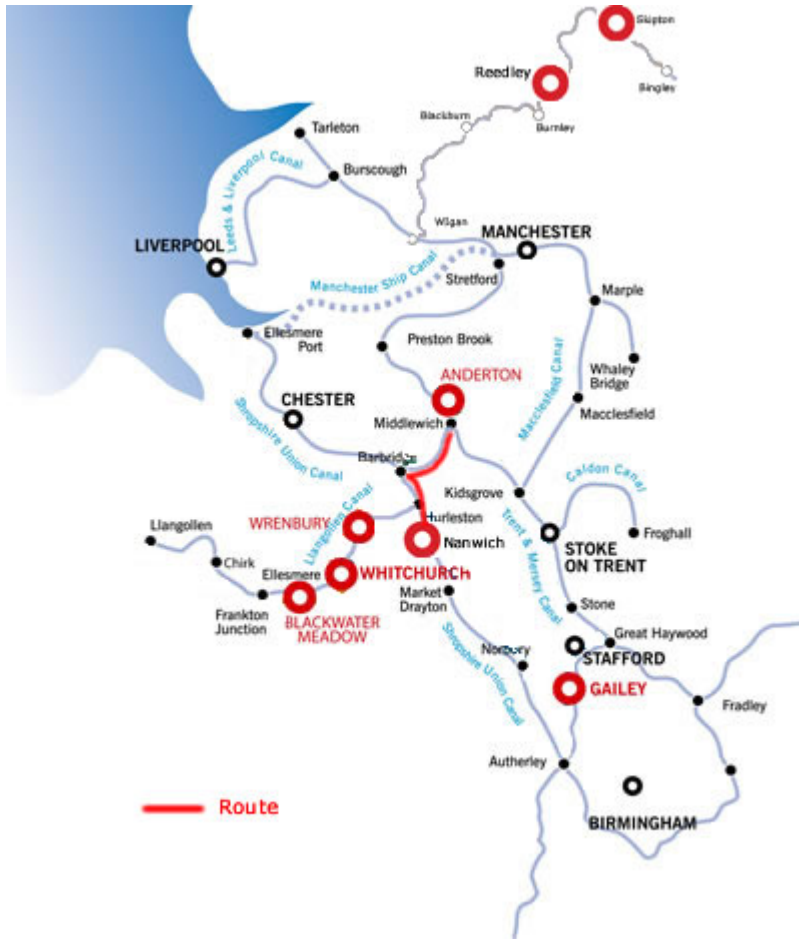 Skipton
Reedley
Bingley
Blackburn
Burnley
Tarleton
Burscough
Leeds & Liverpool Canal
Wigan
MANCHESTER
LIVERPOOL
Manchester Ship Canal
Stretford
Marple
Ellesmere
Port
Preston Brook
Macclesfield Canal
Whaley
Bridge
ANDERTON
CHESTER
Macclesfield
Shropshire Union Canal
Middlewich
Barbridge
Caldon Canal
Kidsgrove
Llangollen Canal
Hurleston
WRENBURY
Llangollen
Trent & Mersey Canal
Froghall
Nanwich
STOKE
ON TRENT
Chirk
Ellesmere
WHITCHURCH
Market
Drayton
Frankton
Junction
BLACKWATER
MEADOW
Stone
Great Haywood
Shropshire Union Canal
Norbury
STAFFORD
GAILEY
Fradley
Autherley
Route
BIRMINGHAM